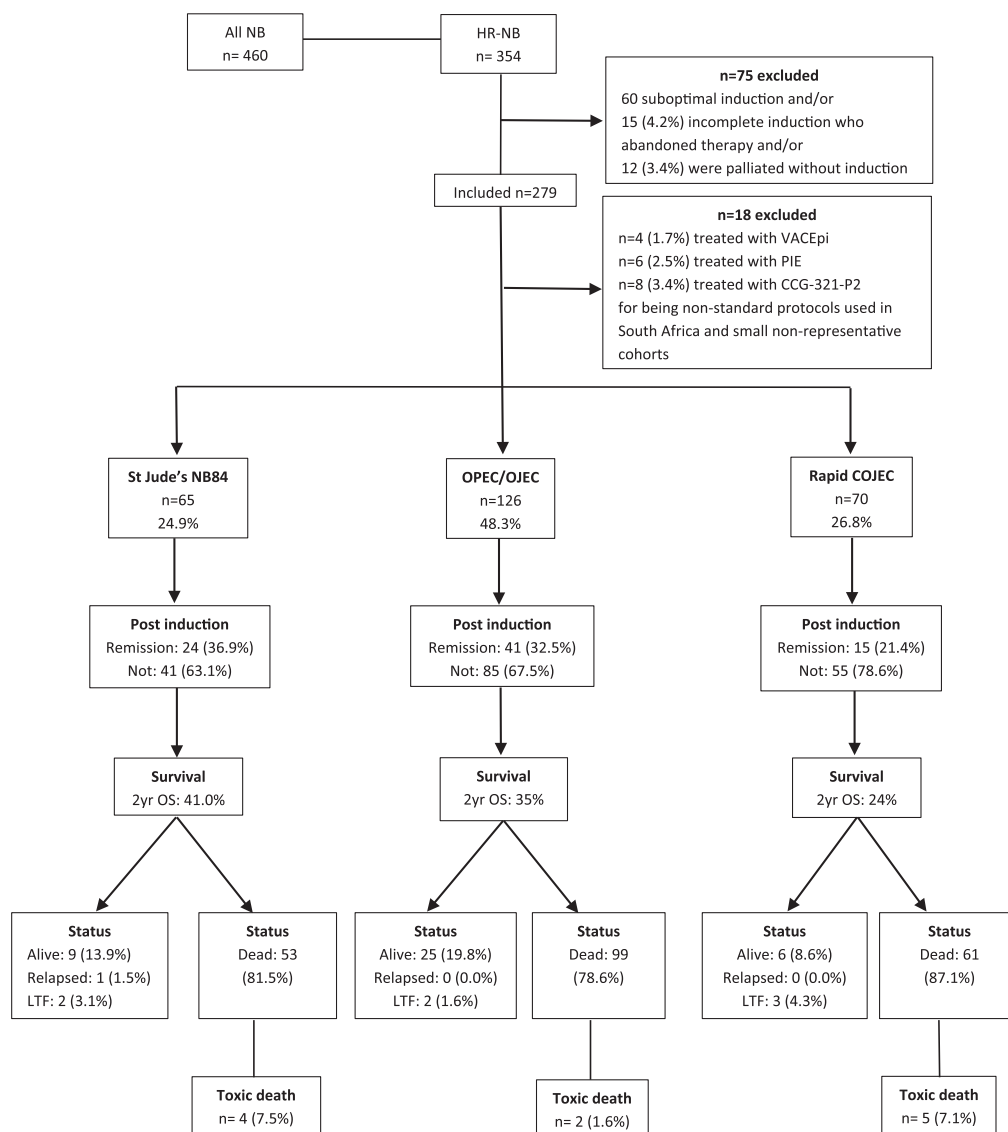 All NB
n= 460
HR-NB
n= 354
n=75 excluded
60 suboptimal induction and/or
15 (4.2%) incomplete induction who
abandoned therapy and/or
12 (3.4%) were palliated without induction
Included n=279
n=18 excluded
n=4 (1.7%) treated with VACEpi
n=6 (2.5%) treated with PIE
n=8 (3.4%) treated with CCG-321-P2
for being non-standard protocols used in
South Africa and small non-representative
cohorts
St Jude's NB84
n=65
24.9%
OPEC/OJEC
n=126
48.3%
Rapid COJEC
n=70
26.8%
Post induction
Remission: 24 (36.9%)
Not: 41 (63.1%)
Post induction
Remission: 41 (32.5%)
Not: 85 (67.5%)
Post induction
Remission: 15 (21.4%)
Not: 55 (78.6%)
Survival
2yr OS: 41.0%
Survival
2yr OS: 35%
Survival
2yr OS: 24%
Status
Alive: 9 (13.9%)
Relapsed: 1 (1.5%)
LTF: 2 (3.1%)
Status
Dead: 53
(81.5%)
Status
Alive: 25 (19.8%)
Relapsed: 0 (0.0%)
LTF: 2 (1.6%)
Status
Dead: 99
(78.6%)
Status
Alive: 6 (8.6%)
Relapsed: 0 (0.0%)
LTF: 3 (4.3%)
Status
Dead: 61
(87.1%)
Toxic death
n= 4 (7.5%)
Toxic death
n= 2 (1.6%)
Toxic death
n= 5 (7.1%)